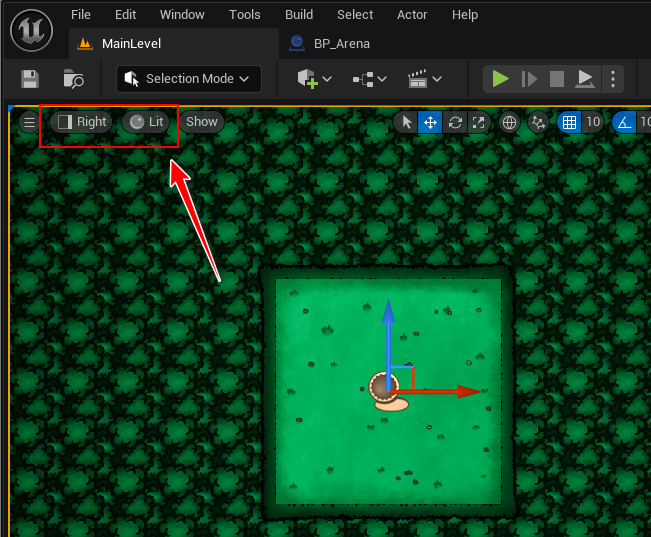 File Edit Window Tools Build Select Actor Help
MainLevel BP_Arena
Selection Mode
Right Lit Show 10 10